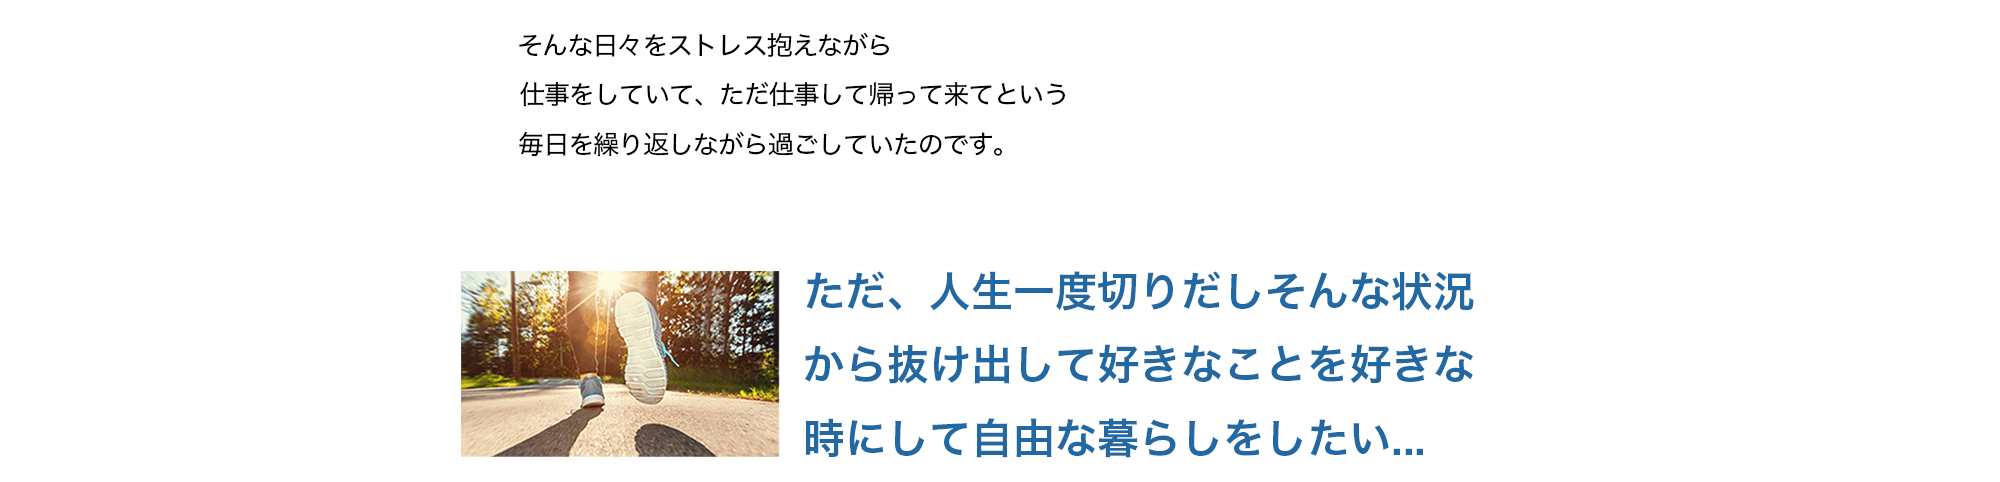 そんな日々をストレス抱えながら
仕事をしていて、ただ仕事して帰って来てという
毎日を繰り返しながら過ごしていたのです。
ただ、人生一度切りだしそんな状況
から抜け出して好きなことを好きな
時にして自由な暮らしをしたい...